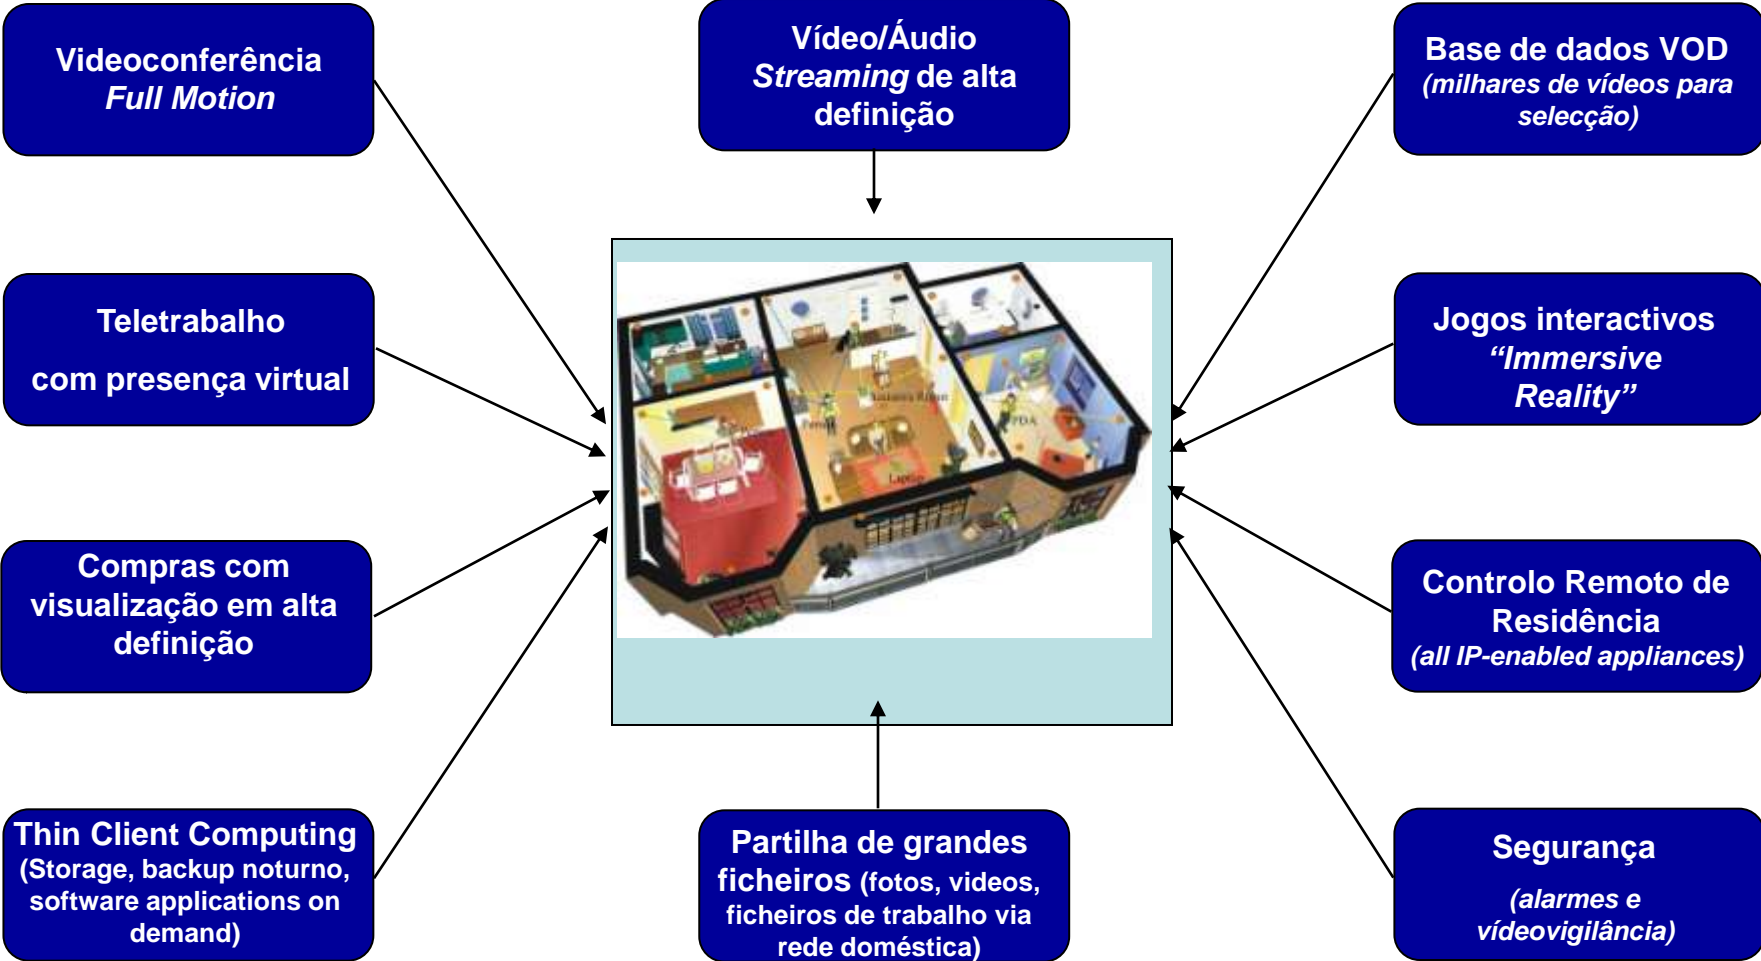 Videoconferência
Full Motion
Vídeo/Áudio
Streaming de alta
definição
Base de dados VOD
(milhares de vídeos para
selecção)
Teletrabalho
com presença virtual
Jogos interactivos
“Immersive
Reality”
PDA
Laptop
Compras com
visualização em alta
definição
Controlo Remoto de
Residência
(all IP-enabled appliances)
Thin Client Computing
(Storage, backup noturno,
software applications on
demand)
Partilha de grandes
ficheiros (fotos, videos,
ficheiros de trabalho via
rede doméstica)
Segurança
(alarmes e
vídeovigilância)